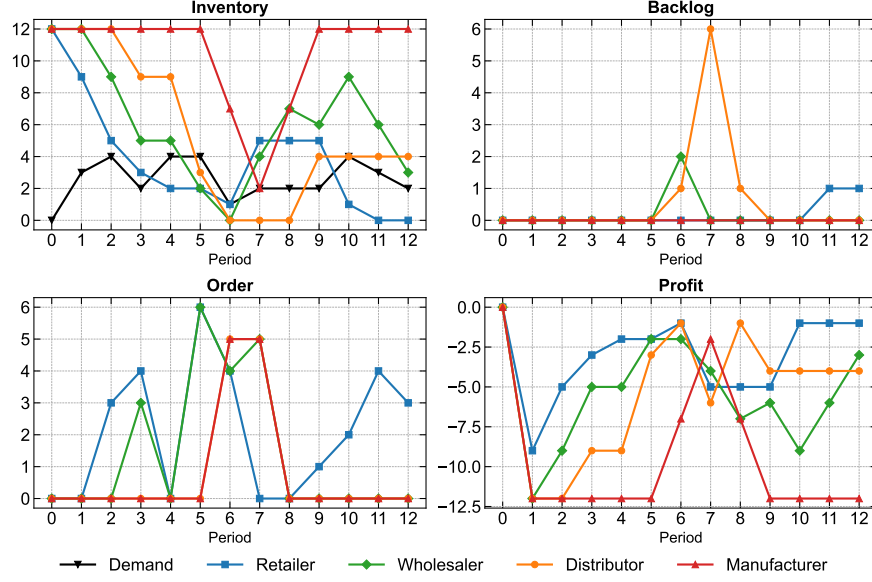 Inventory
12
10
8
6
4
2
0
0 1 2 3 4 5 6 7 8 9 10 11 12
Period
Backlog
6
5
4
3
2
1
0
0 1 2 3 4 5 6 7 8 9 10 11 12
Period
Order
6
5
4
3
2
1
0
0 1 2 3 4 5 6 7 8 9 10 11 12
Period
Profit
0.0
−2.5
−5.0
−7.5
−10.0
−12.5
0 1 2 3 4 5 6 7 8 9 10 11 12
Period
Demand Retailer Wholesaler Distributor Manufacturer